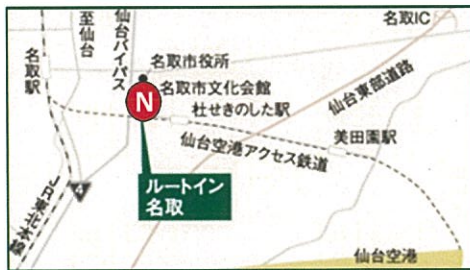 至仙台
仙台バイパス
名取IC
名取駅
名取市役所
名取市文化会館
N
杜せきのした駅
仙台東部道路
美田園駅
仙台空港アクセス鉄道
ルートイン
名取
4
JR東北本線
仙台空港